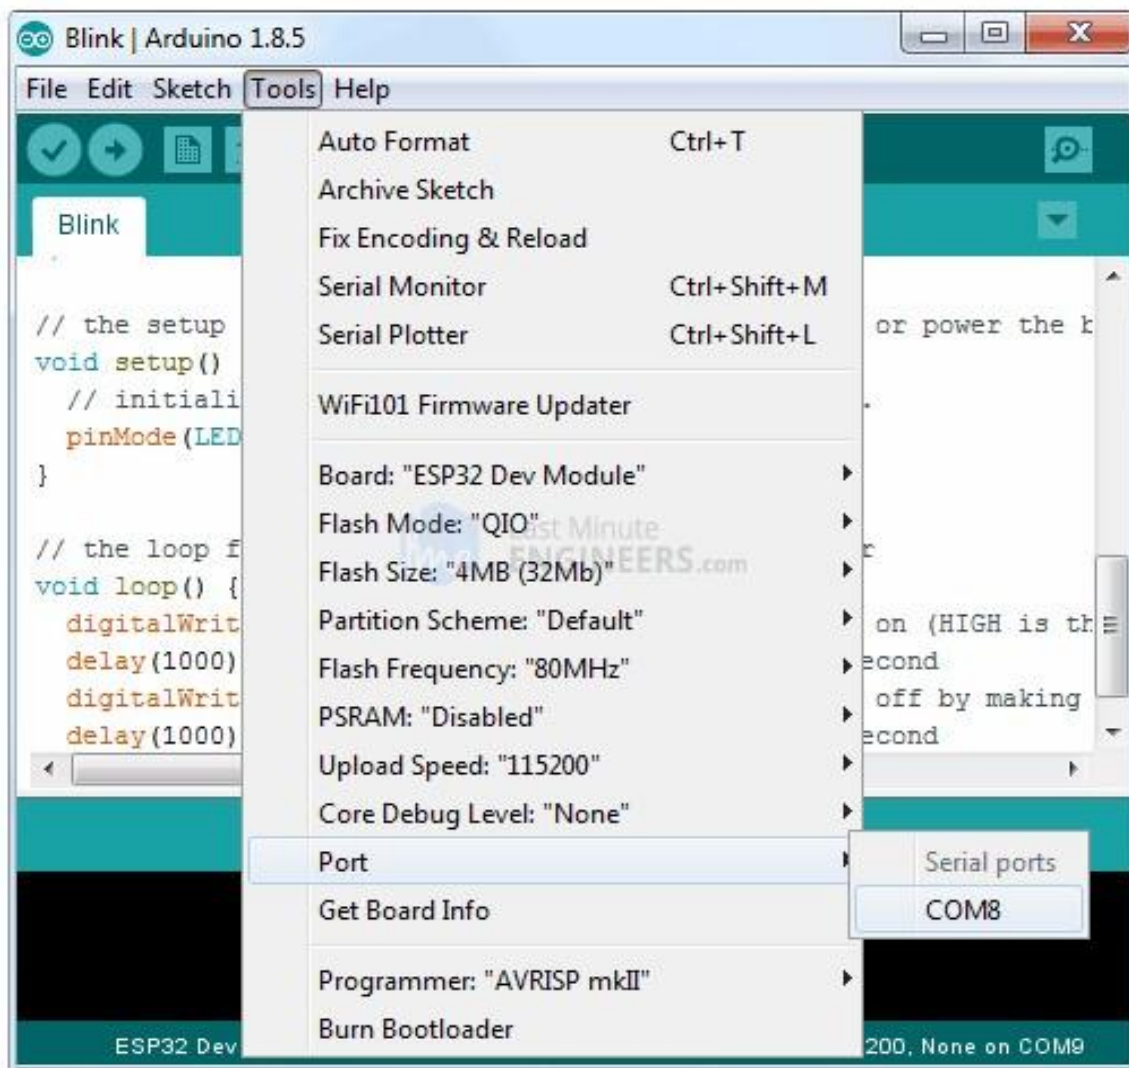 Blink | Arduino 1.8.5
File Edit Sketch Tools Help
Auto Format Ctrl+T
Archive Sketch
Fix Encoding & Reload
Serial Monitor Ctrl+Shift+M
Serial Plotter Ctrl+Shift+L
WiFi101 Firmware Updater
Board: "ESP32 Dev Module"
Flash Mode: "QIO"
Flash Size: "4MB (32Mb)"
Partition Scheme: "Default"
Flash Frequency: "80MHz"
PSRAM: "Disabled"
Upload Speed: "115200"
Core Debug Level: "None"
Port
Serial ports
COM8
Get Board Info
Programmer: "AVRISP mkII"
Burn Bootloader
Blink
// the setup or power the
void setup()
// initiali .
pinMode(LED
}
// the loop f r
void loop() {
digitalWrit on (HIGH is th
delay(1000) econd
digitalWrit off by making
delay(1000) econd
Last Minute
ENGINEERS.com
ESP32 Dev 200, None on COM9